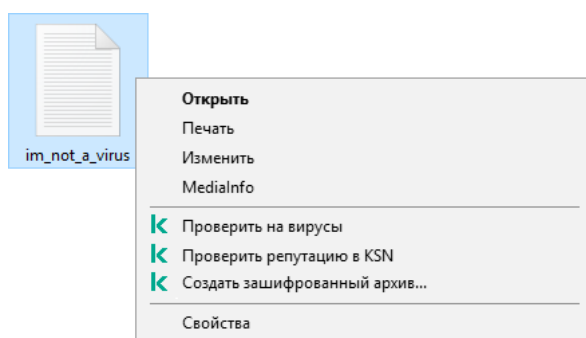 im_not_a_virus
Открыть
Печать
Изменить
MediaInfo
Проверить на вирусы
Проверить репутацию в KSN
Создать зашифрованный архив...
Свойства